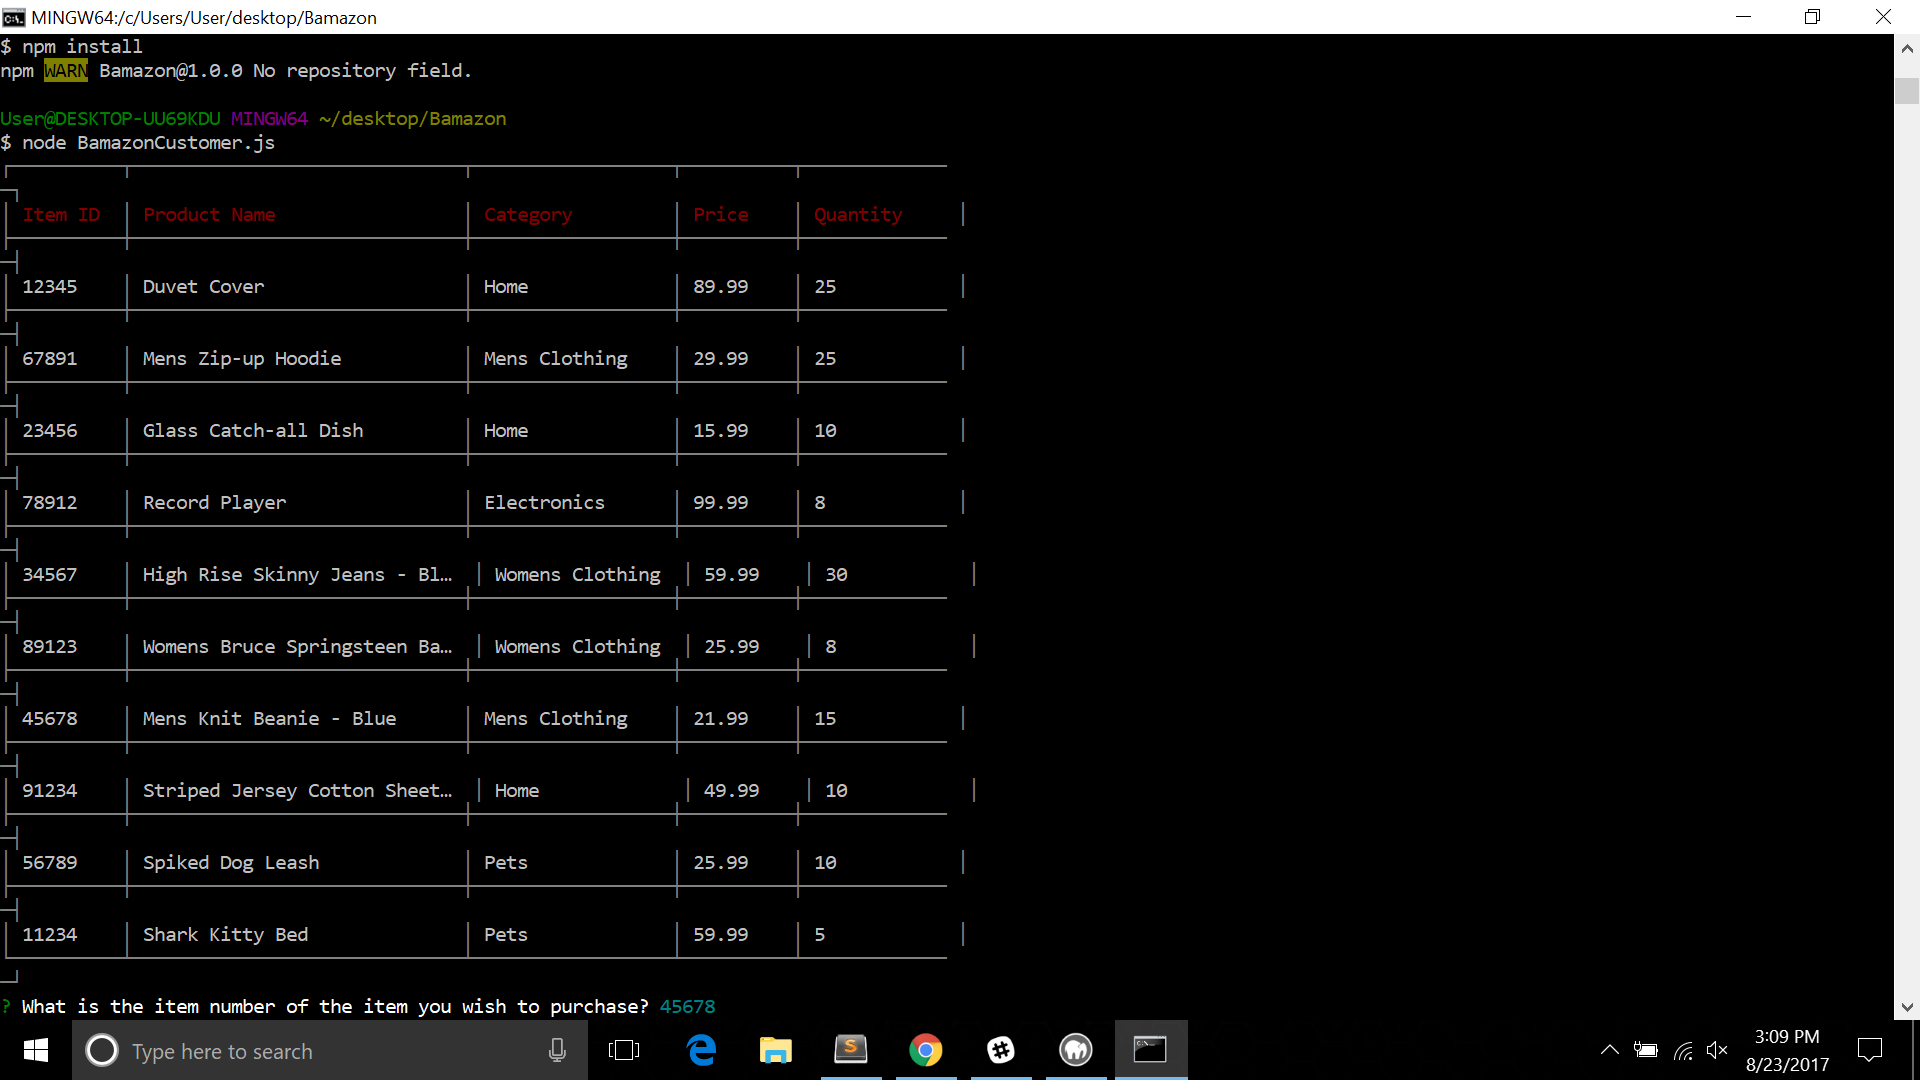 MINGW64:/c/Users/User/desktop/Bamazon
$ npm install
npm WARN Bamazon@1.0.0 No repository field.
User@DESKTOP-UU69KDU MINGW64 ~/desktop/Bamazon
$ node BamazonCustomer.js
Item ID Product Name Category Price Quantity
12345 Duvet Cover Home 89.99 25
67891 Mens Zip-up Hoodie Mens Clothing 29.99 25
23456 Glass Catch-all Dish Home 15.99 10
78912 Record Player Electronics 99.99 8
34567 High Rise Skinny Jeans - Bl… Womens Clothing 59.99 30
89123 Womens Bruce Springsteen Ba… Womens Clothing 25.99 8
45678 Mens Knit Beanie - Blue Mens Clothing 21.99 15
91234 Striped Jersey Cotton Sheet… Home 49.99 10
56789 Spiked Dog Leash Pets 25.99 10
11234 Shark Kitty Bed Pets 59.99 5
? What is the item number of the item you wish to purchase? 45678
Type here to search
3:09 PM
8/23/2017